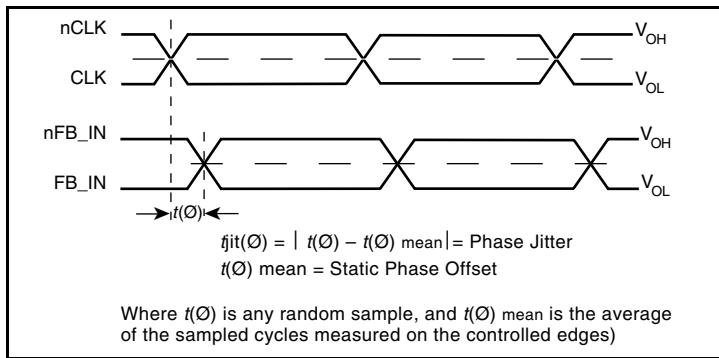 nCLK
V_OH
CLK
V_OL
nFB_IN
V_OH
FB_IN
V_OL
t(Ø)
tjit(Ø) = | t(Ø) – t(Ø) mean | = Phase Jitter
t(Ø) mean = Static Phase Offset
Where t(Ø) is any random sample, and t(Ø) mean is the average
of the sampled cycles measured on the controlled edges)